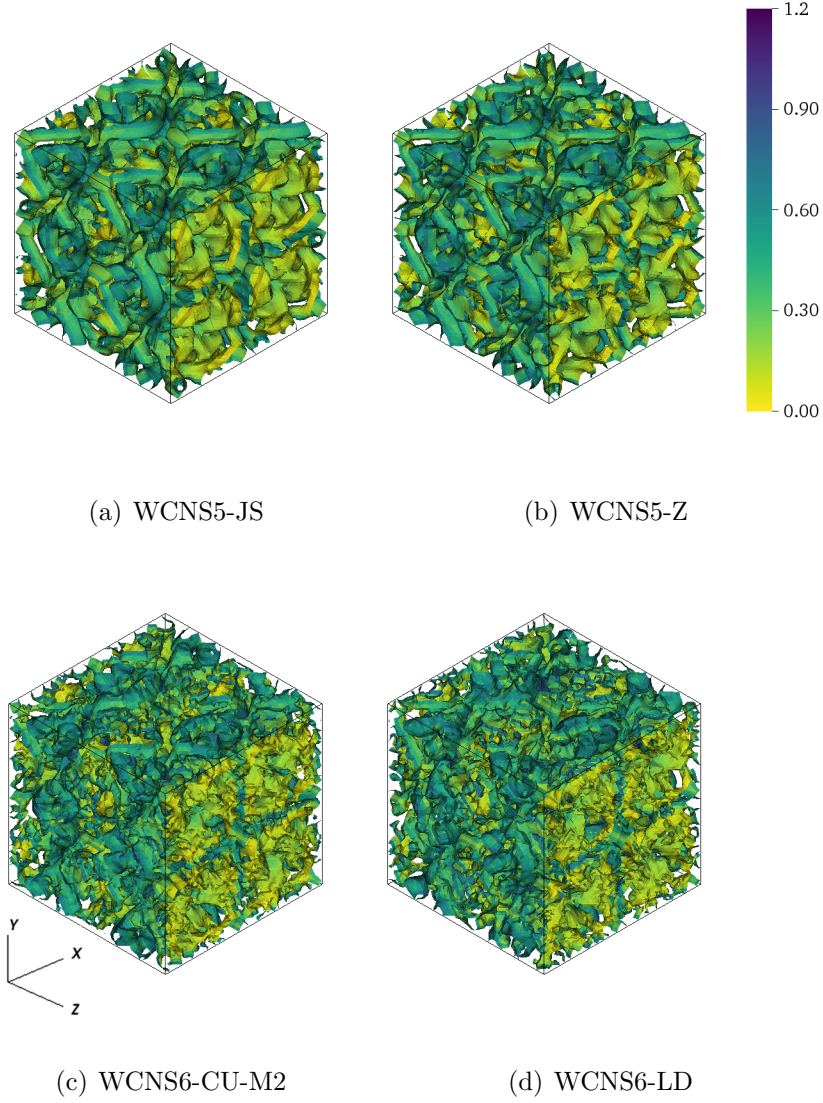 1.2
0.90
0.60
0.30
0.00
(a) WCNS5-JS
(b) WCNS5-Z
Y
X
Z
(c) WCNS6-CU-M2
(d) WCNS6-LD